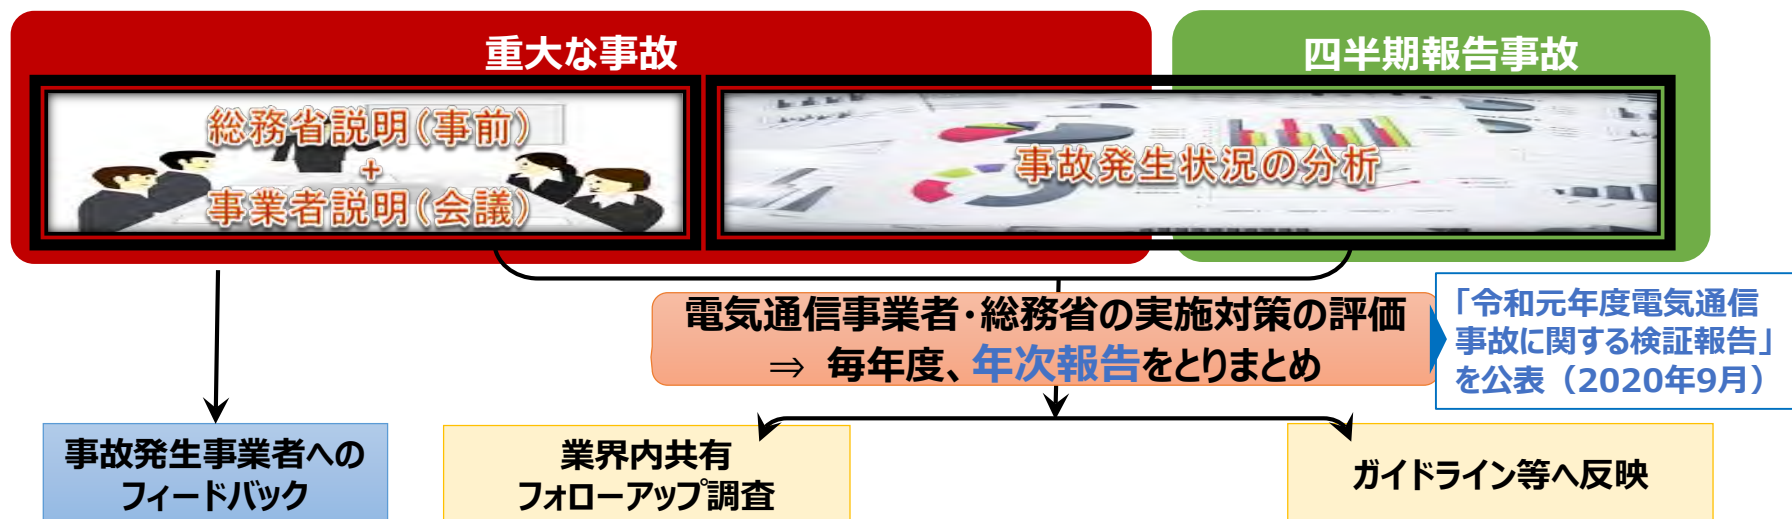 重大な事故
四半期報告事故
総務省説明(事前)
+
事業者説明(会議)
事故発生状況の分析
電気通信事業者・総務省の実施対策の評価
⇒ 毎年度、年次報告をとりまとめ
「令和元年度電気通信
事故に関する検証報告」
を公表（2020年9月）
事故発生事業者への
フィードバック
業界内共有
フォローアップ調査
ガイドライン等へ反映